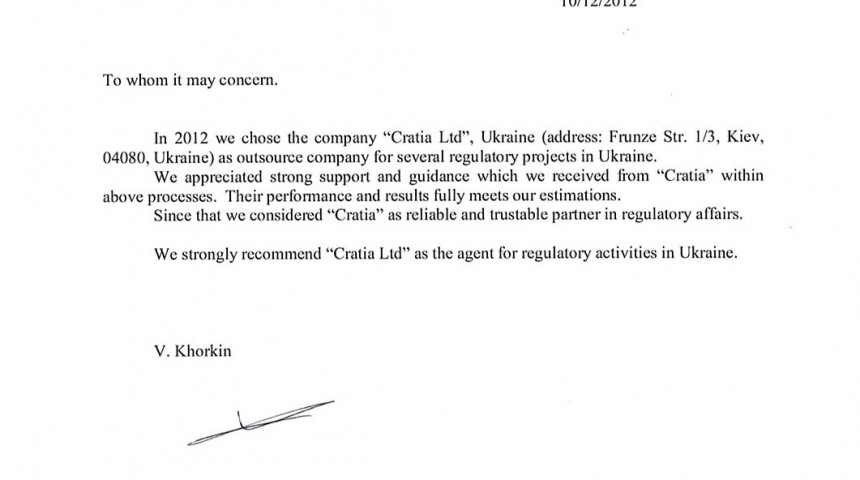 10/12/2012
To whom it may concern.
In 2012 we chose the company “Cratia Ltd”, Ukraine (address: Frunze Str. 1/3, Kiev,
04080, Ukraine) as outsource company for several regulatory projects in Ukraine.
We appreciated strong support and guidance which we received from “Cratia” within
above processes. Their performance and results fully meets our estimations.
Since that we considered “Cratia” as reliable and trustable partner in regulatory affairs.
We strongly recommend “Cratia Ltd” as the agent for regulatory activities in Ukraine.
V. Khorkin